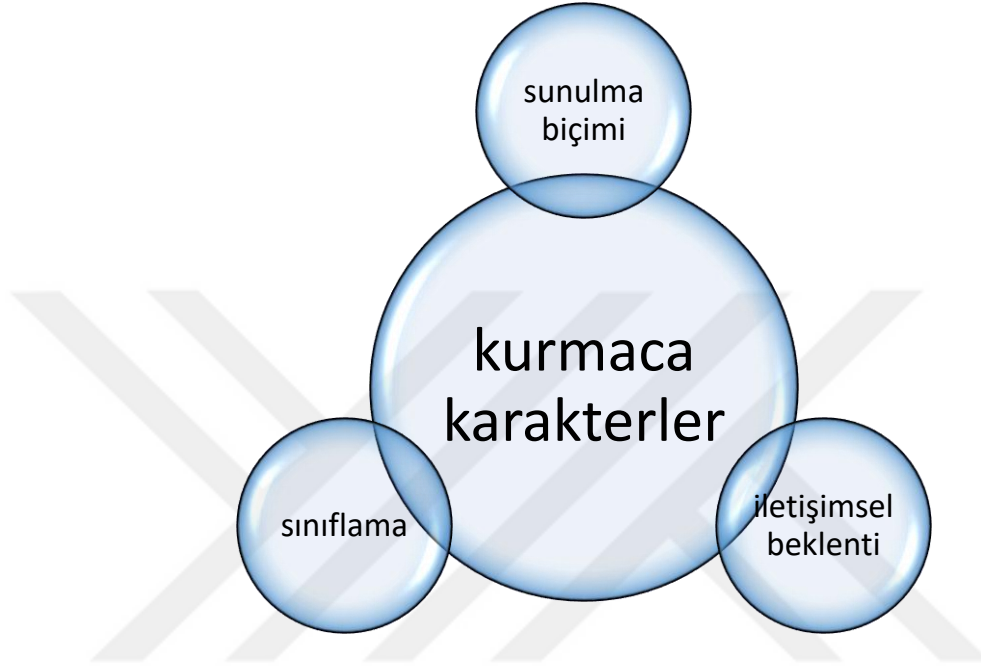 sunulma
biçimi
kurmaca
karakterler
sınıflama
iletişimsel
beklenti